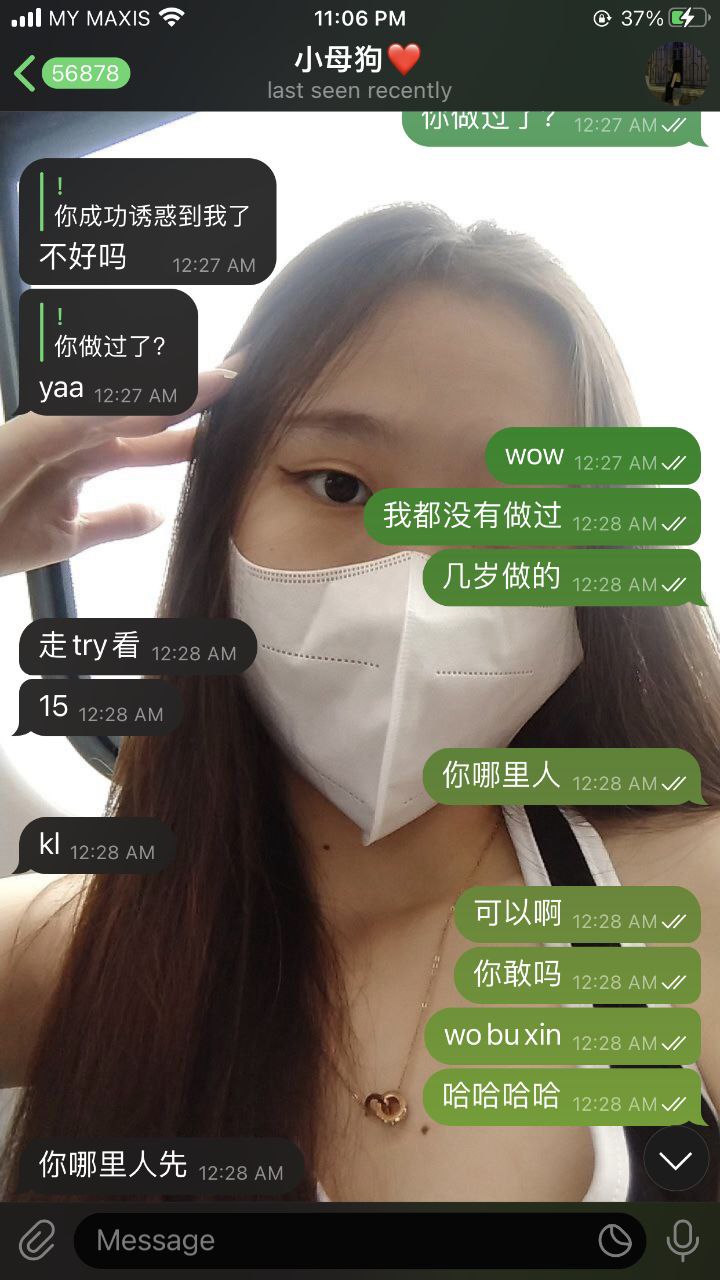 MY MAXIS 11:06 PM 37%
56878 小母狗❤️
last seen recently
你做过了? 12:27 AM
!
你成功诱惑到我了
不好吗 12:27 AM
!
你做过了?
yaa 12:27 AM
wow 12:27 AM
我都没有做过 12:28 AM
几岁做的 12:28 AM
走try看 12:28 AM
15 12:28 AM
你哪里人 12:28 AM
kl 12:28 AM
可以啊 12:28 AM
你敢吗 12:28 AM
wo bu xin 12:28 AM
哈哈哈哈 12:28 AM
你哪里人先 12:28 AM
Message